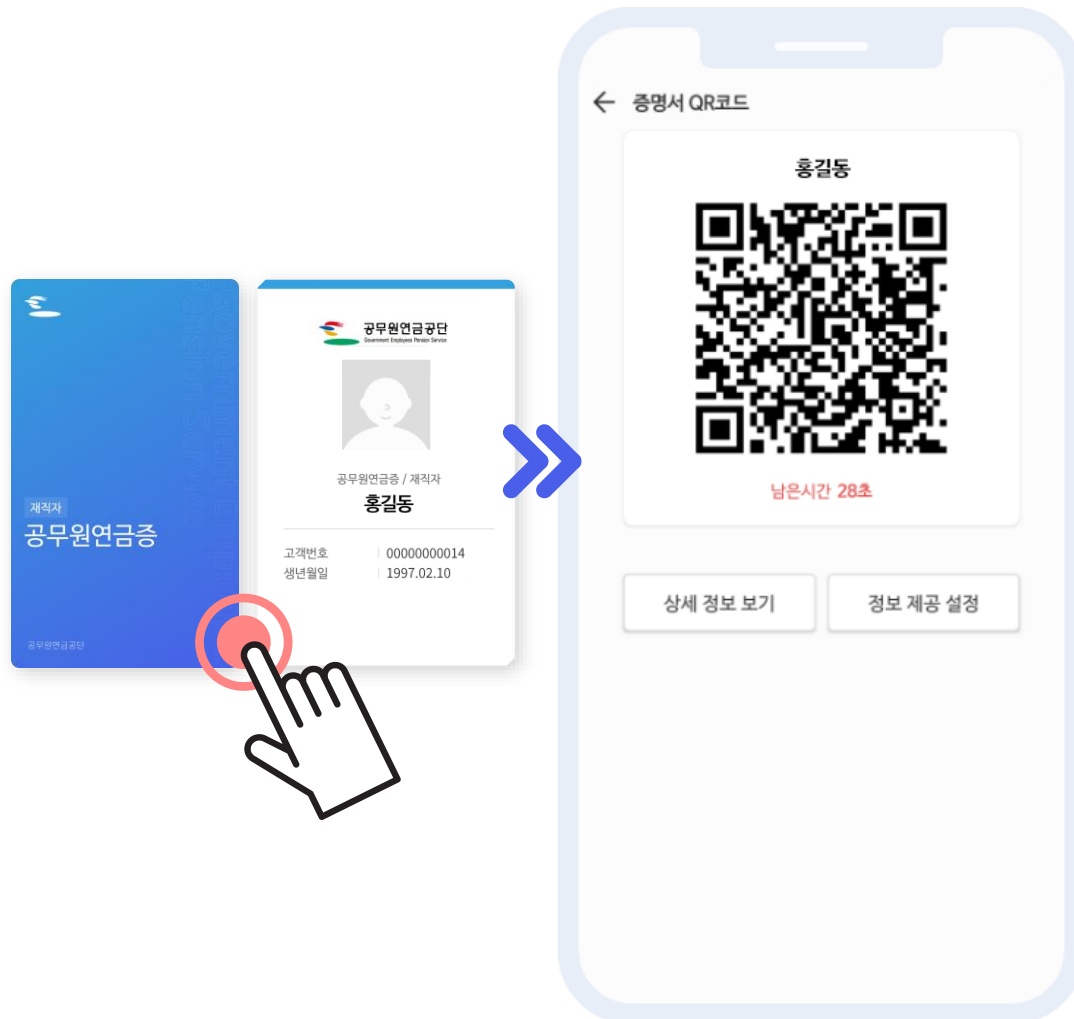 재직자
공무원연금증
공무원연금공단
공무원연금공단
Government Employees Pension Service
공무원연금증 / 재직자
홍길동
고객번호 00000000014
생년월일 1997.02.10
증명서 QR코드
홍길동
남은시간 28초
상세 정보 보기
정보 제공 설정